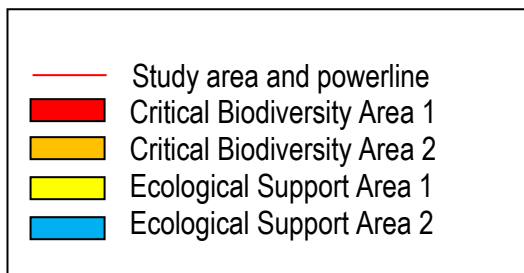 Study area and powerline
Critical Biodiversity Area 1
Critical Biodiversity Area 2
Ecological Support Area 1
Ecological Support Area 2